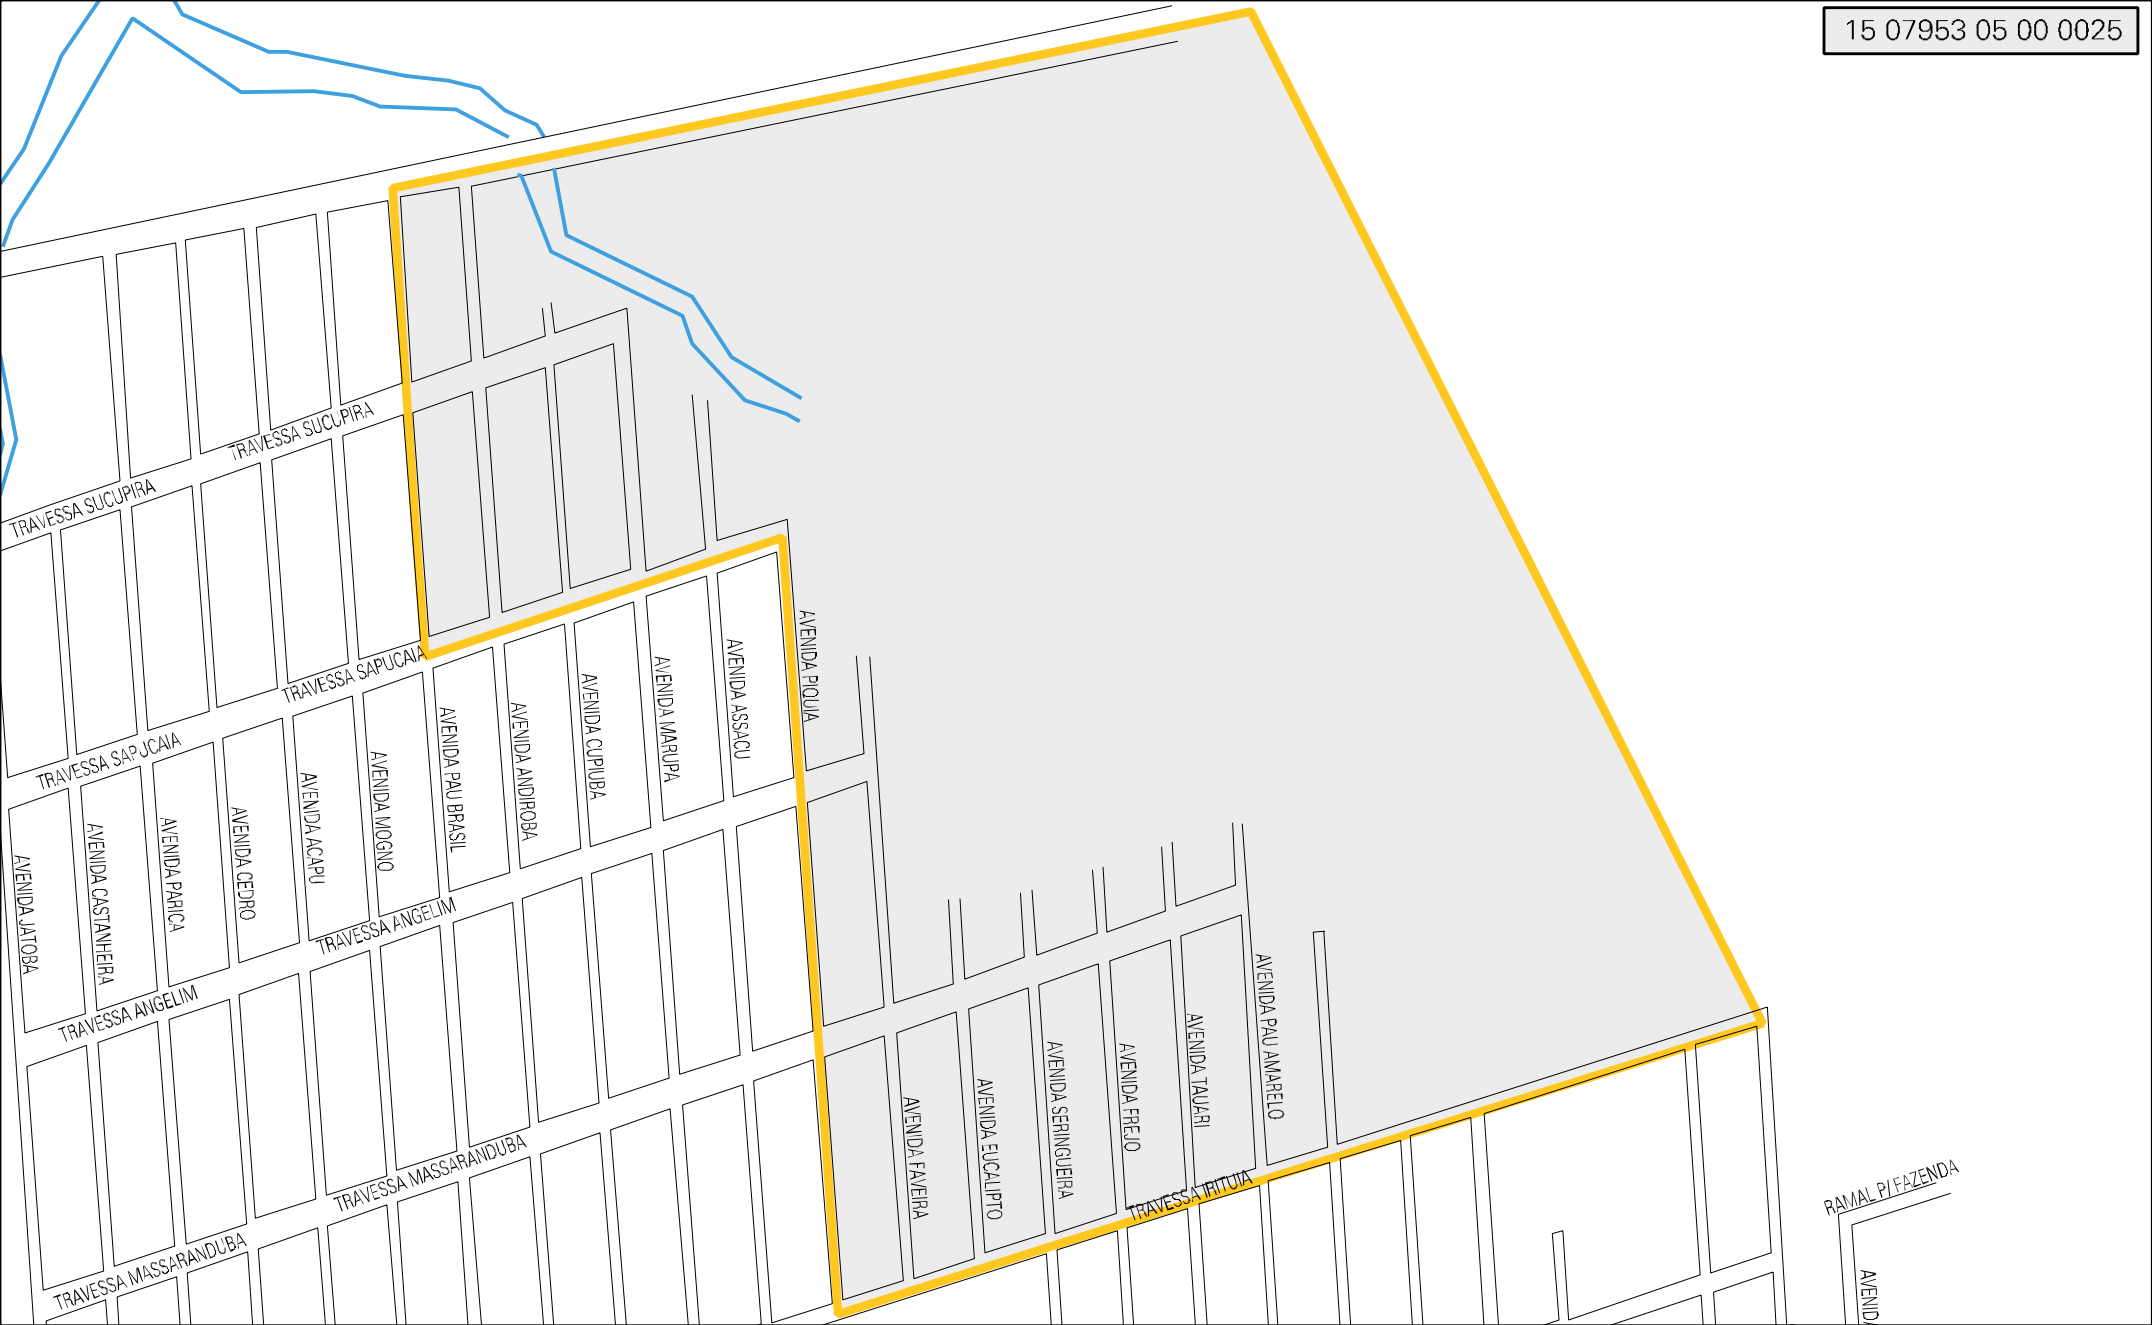 15 07953 05 00 0025
TRAVESSA SUCUPIRA
TRAVESSA SUCUPIRA
TRAVESSA SAPUCAIA
TRAVESSA SAPUCAIA
AVENIDA PIQUIA
AVENIDA ASSACU
AVENIDA MARUPA
AVENIDA CUPIUBA
AVENIDA ANDIROBA
AVENIDA PAU BRASIL
AVENIDA MOGNO
AVENIDA ACAPU
AVENIDA CEDRO
AVENIDA PARICA
AVENIDA CASTANHEIRA
AVENIDA JATOBA
TRAVESSA ANGELIM
TRAVESSA ANGELIM
AVENIDA PAU AMARELO
AVENIDA TAUARI
AVENIDA FREJO
AVENIDA SERINGUEIRA
AVENIDA EUCALIPTO
AVENIDA FAVEIRA
TRAVESSA MASSARANDUBA
TRAVESSA MASSARANDUBA
TRAVESSA IRITUIA
RAMAL P/ FAZENDA
AVENIDA